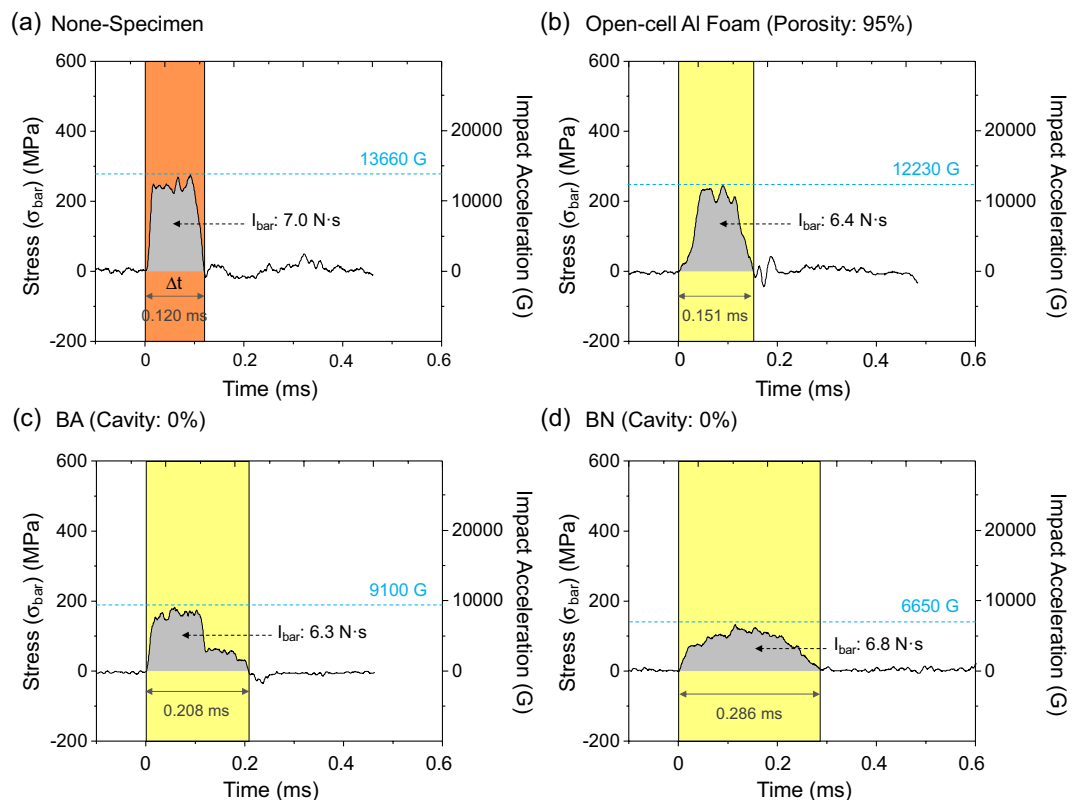 (a) None-Specimen
600
400
200
0
-200
Stress (σbar) (MPa)
20000
10000
0
Impact Acceleration (G)
13660 G
Ibar: 7.0 N·s
Δt
0.120 ms
0 0.2 0.4 0.6
Time (ms)
(b) Open-cell Al Foam (Porosity: 95%)
600
400
200
0
-200
Stress (σbar) (MPa)
20000
10000
0
Impact Acceleration (G)
12230 G
Ibar: 6.4 N·s
0.151 ms
0 0.2 0.4 0.6
Time (ms)
(c) BA (Cavity: 0%)
600
400
200
0
-200
Stress (σbar) (MPa)
20000
10000
0
Impact Acceleration (G)
9100 G
Ibar: 6.3 N·s
0.208 ms
0 0.2 0.4 0.6
Time (ms)
(d) BN (Cavity: 0%)
600
400
200
0
-200
Stress (σbar) (MPa)
20000
10000
0
Impact Acceleration (G)
6650 G
Ibar: 6.8 N·s
0.286 ms
0 0.2 0.4 0.6
Time (ms)